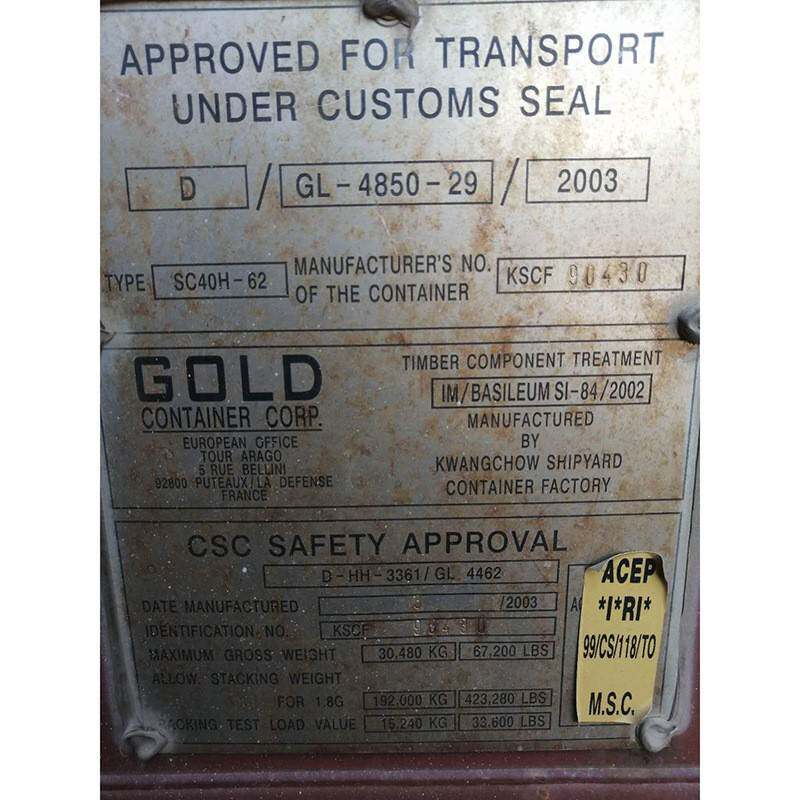 APPROVED FOR TRANSPORT
UNDER CUSTOMS SEAL
D / GL-4850-29 / 2003
TYPE SC40H-62 MANUFACTURER'S NO. OF THE CONTAINER KSCF 90430
GOLD
CONTAINER CORP.
EUROPEAN OFFICE
TOUR ARAGO
5 RUE BELLINI
92800 PUTEAUX/LA DEFENSE
FRANCE
TIMBER COMPONENT TREATMENT
IM/BASILEUM SI-84/2002
MANUFACTURED
BY
KWANGCHOW SHIPYARD
CONTAINER FACTORY
CSC SAFETY APPROVAL
D-HH-3361/GL 4462
DATE MANUFACTURED /2003
IDENTIFICATION NO. KSCF 90430
MAXIMUM GROSS WEIGHT 30,480 KG 67,200 LBS
ALLOW. STACKING WEIGHT
FOR 1.8G 192,000 KG 423,280 LBS
RACKING TEST LOAD VALUE 15,240 KG 33,600 LBS
ACEP
*I*RI*
99/CS/118/TO
M.S.C.